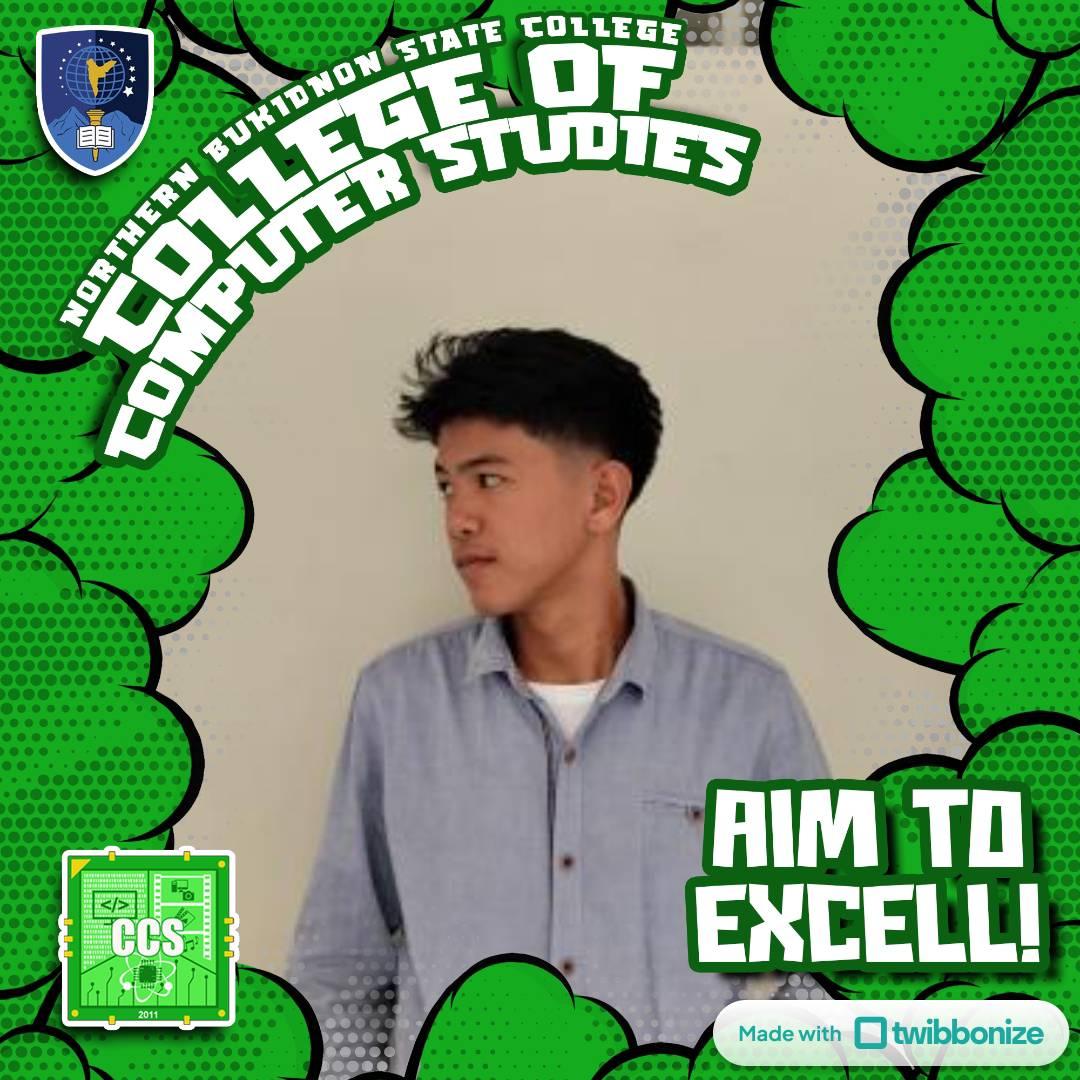 NORTHERN BUKIDNON STATE COLLEGE
COLLEGE OF
COMPUTER STUDIES
</>
CCS
2011
AIM TO
EXCELL!
Made with twibbonize